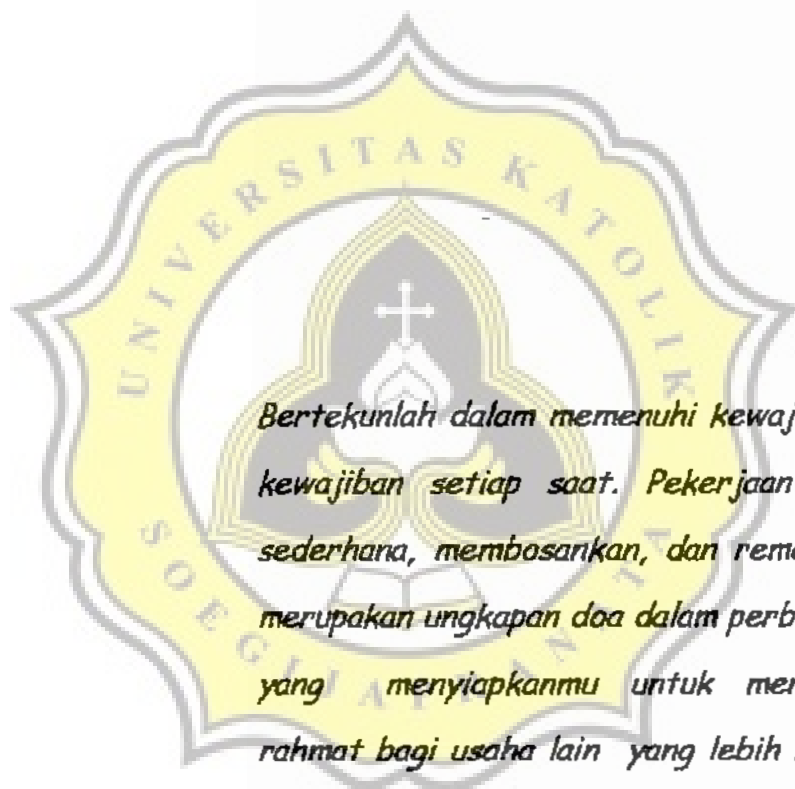 UNIVERSITAS KATOLIK
SOEGIJAPRANATA
Bertekunlah dalam memenuhi kewaj
kewajiban setiap saat. Pekerjaan
sederhana, membosankan, dan rem
merupakan ungkapan doa dalam perb
yang menyiapkanmu untuk mer
rahmat bagi usaha lain yang lebih